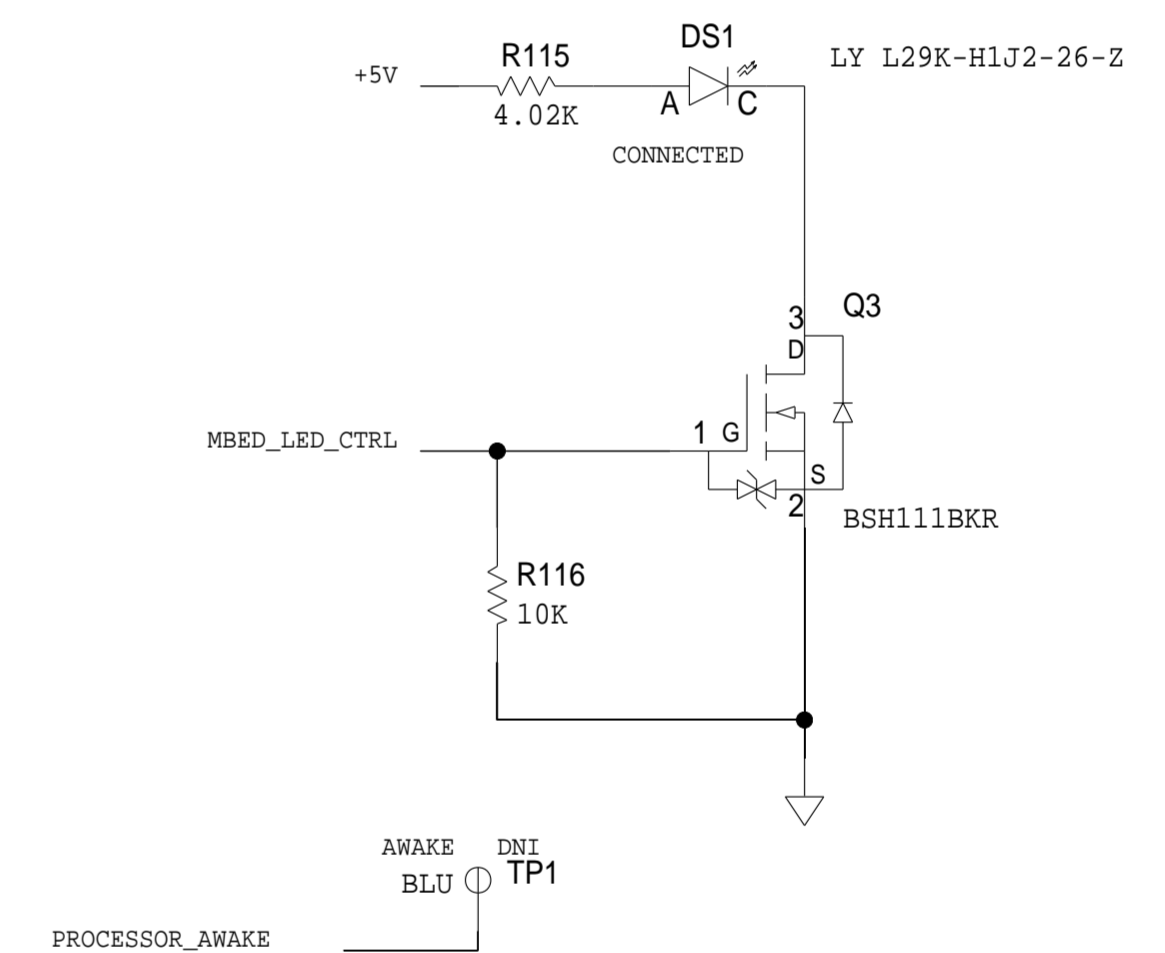 DS1
LY L29K-H1J2-26-Z
R115
+5V
A C
4.02K
CONNECTED
3
Q3
D
1 G
MBED_LED_CTRL
S
2
BSH111BKR
R116
10K
AWAKE DNI
BLU TP1
PROCESSOR_AWAKE